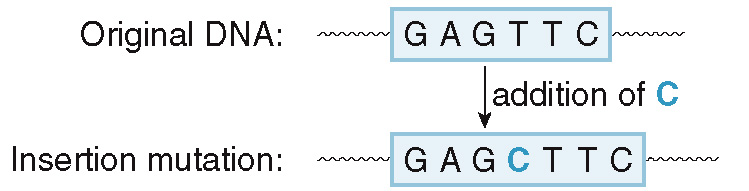 Original DNA: G A G T T C
addition of C
Insertion mutation: G A G C T T C